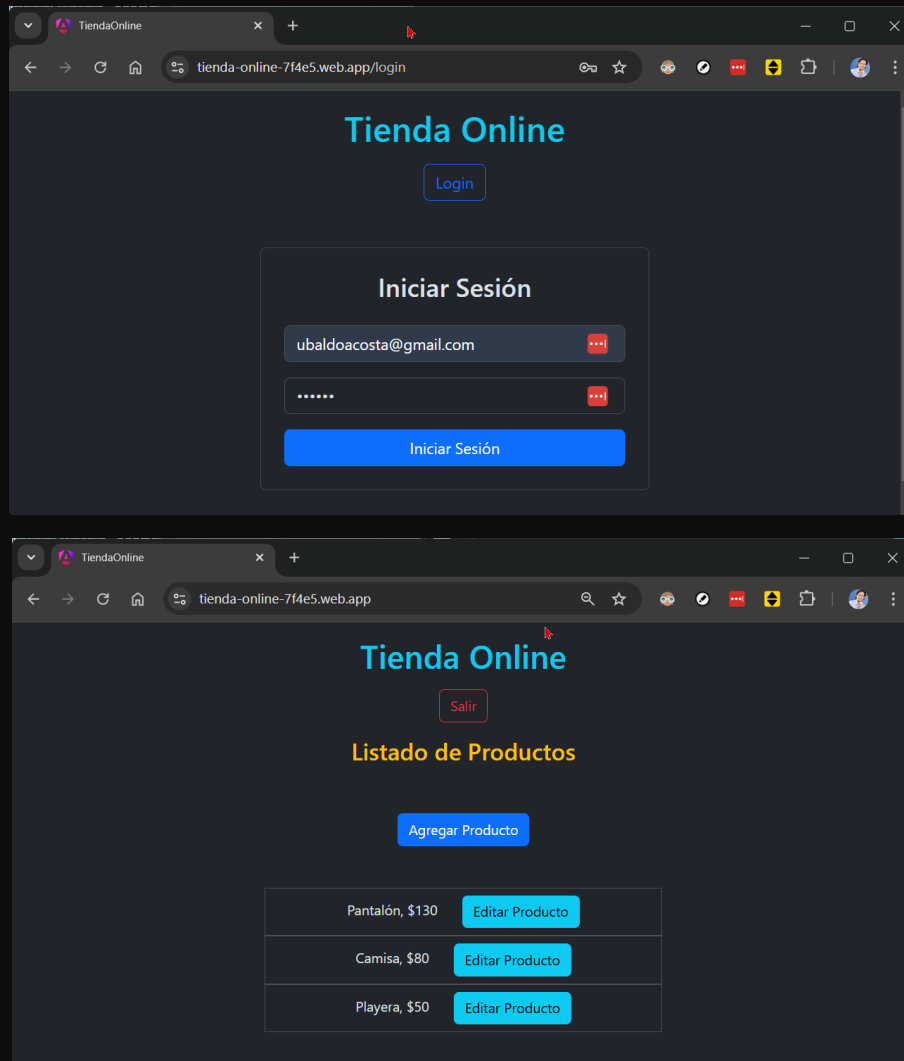 TiendaOnline
tienda-online-7f4e5.web.app/login
Tienda Online
Login
Iniciar Sesión
ubaldoacosta@gmail.com
••••••
Iniciar Sesión
TiendaOnline
tienda-online-7f4e5.web.app
Tienda Online
Salir
Listado de Productos
Agregar Producto
Pantalón, $130 Editar Producto
Camisa, $80 Editar Producto
Playera, $50 Editar Producto